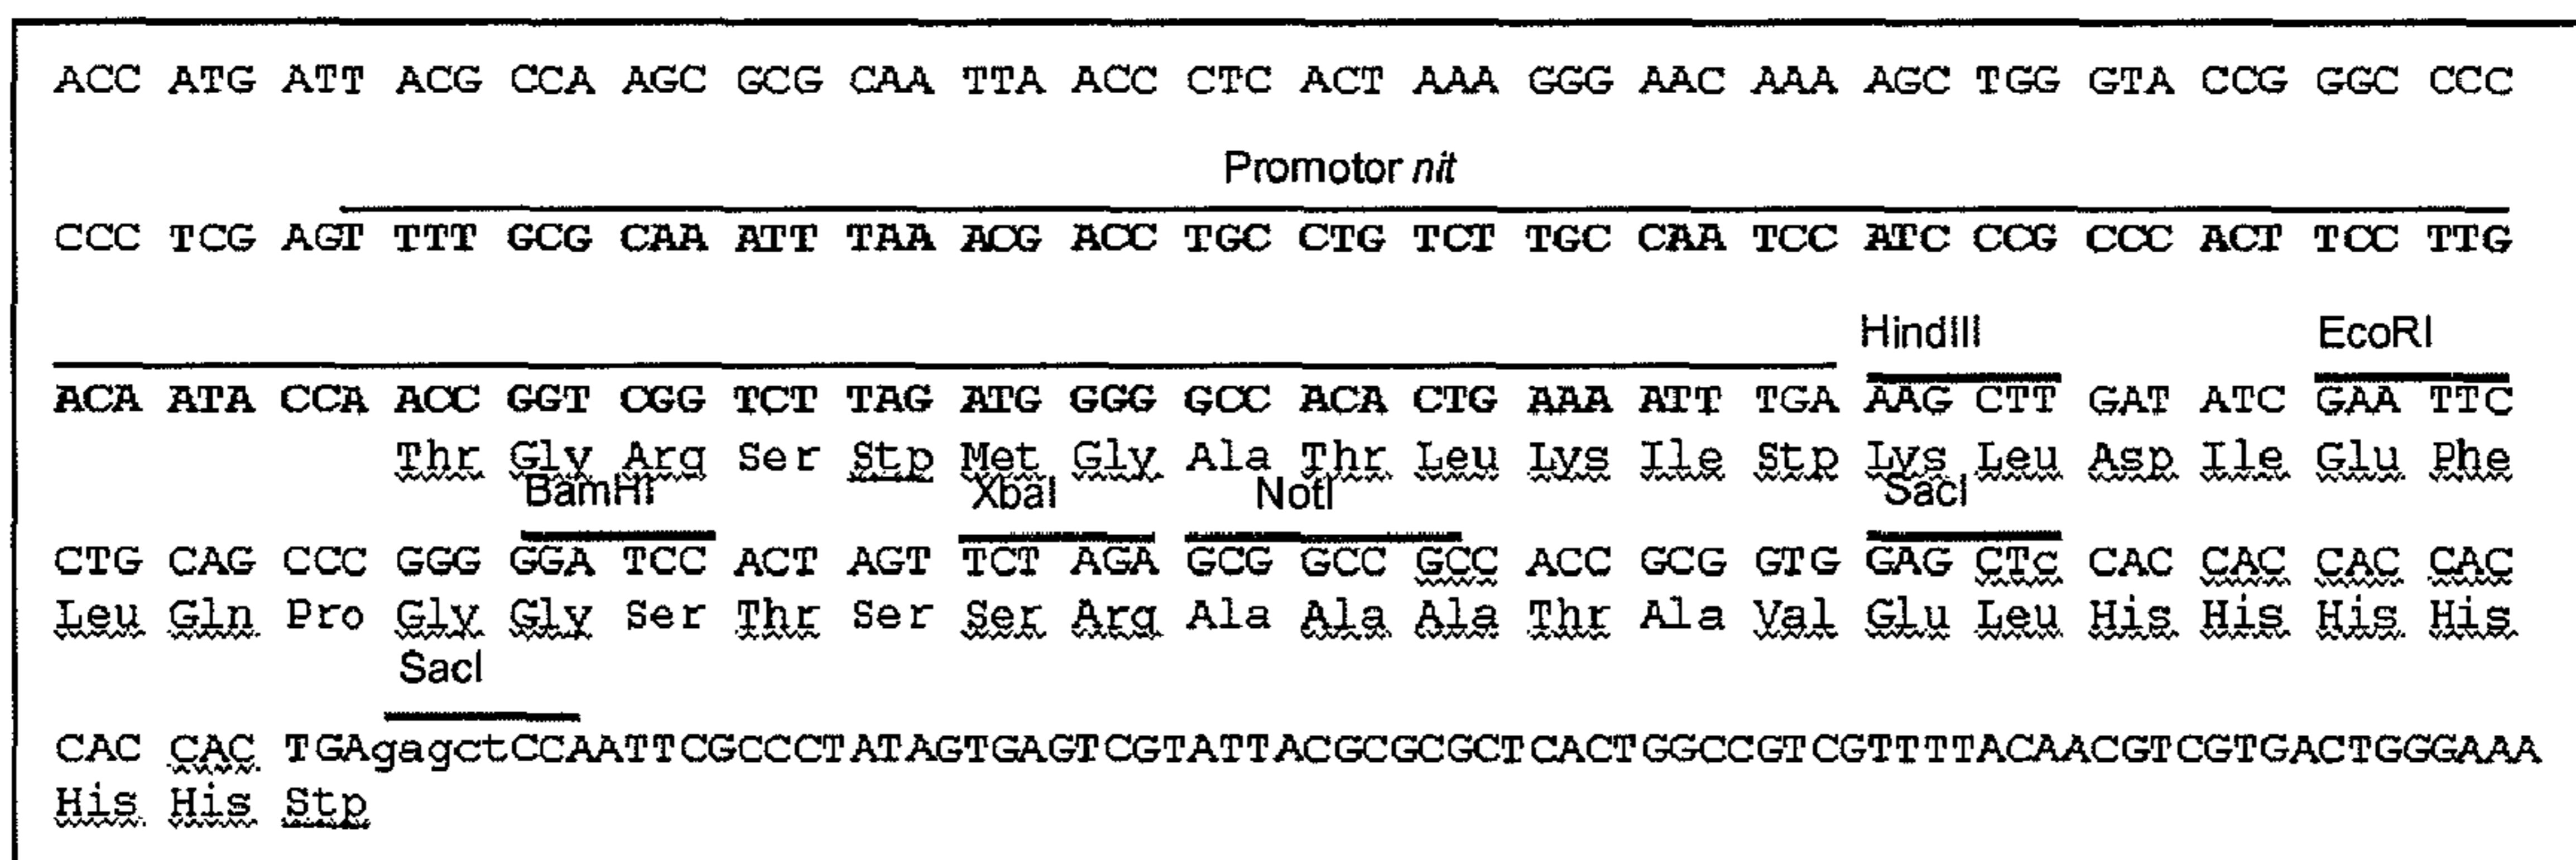 ACC ATG ATT ACG CCA AGC GCG CAA TTA ACC CTC ACT AAA GGG AAC AAA AGC TGG GTA CCG GGC CCC
Promotor nit
CCC TCG AGT TTT GCG CAA ATT TAA ACG ACC TGC CTG TCT TGC CAA TCC ATC CCG CCC ACT TCC TTG
HindIII EcoRI
ACA ATA CCA ACC GGT CGG TCT TAG ATG GGG GCC ACA CTG AAA ATT TGA AAG CTT GAT ATC GAA TTC
Thr Gly Arg Ser Stp Met Gly Ala Thr Leu Lys Ile Stp Lys Leu Asp Ile Glu Phe
BamHI XbaI NotI SacI
CTG CAG CCC GGG GGA TCC ACT AGT TCT AGA GCG GCC GCC ACC GCG GTG GAG CTc CAC CAC CAC CAC
Leu Gln Pro Gly Gly Ser Thr Ser Ser Arg Ala Ala Ala Thr Ala Val Glu Leu His His His His
SacI
CAC CAC TGAgagctCCAATTCGCCCTATAGTGAGTCGTATTACGCGCGCTCACTGGCCGTCGTTTTACAACGTCGTGACTGGGAAA
His His Stp